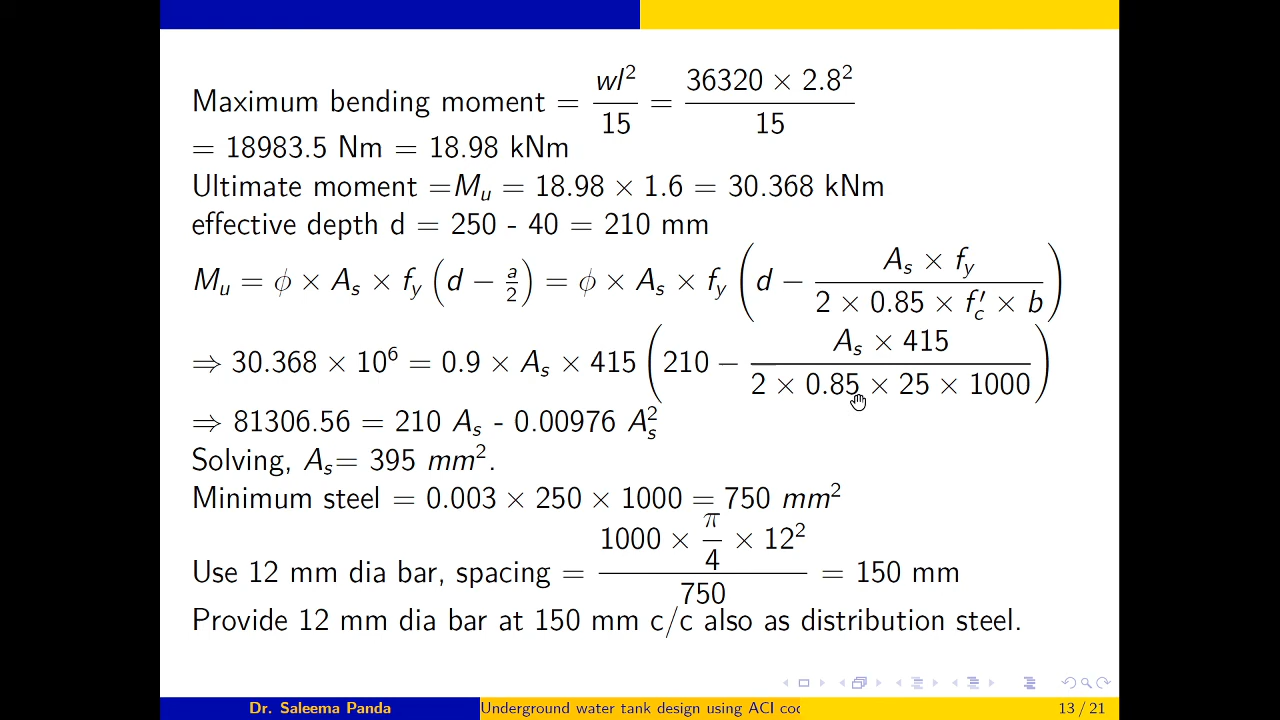 Maximum bending moment = wl²/15 = 36320 × 2.8²/15
= 18983.5 Nm = 18.98 kNm
Ultimate moment =Mᵤ = 18.98 × 1.6 = 30.368 kNm
effective depth d = 250 - 40 = 210 mm
Mᵤ = ϕ × Aₛ × f_y (d − a/2) = ϕ × Aₛ × f_y (d − (Aₛ × f_y)/(2 × 0.85 × f′_c × b))
⇒ 30.368 × 10⁶ = 0.9 × Aₛ × 415 (210 − (Aₛ × 415)/(2 × 0.85 × 25 × 1000))
⇒ 81306.56 = 210 Aₛ - 0.00976 Aₛ²
Solving, Aₛ= 395 mm².
Minimum steel = 0.003 × 250 × 1000 = 750 mm²
Use 12 mm dia bar, spacing = (1000 × π/4 × 12²)/750 = 150 mm
Provide 12 mm dia bar at 150 mm c/c also as distribution steel.
Dr. Saleema Panda Underground water tank design using ACI cod 13 / 21